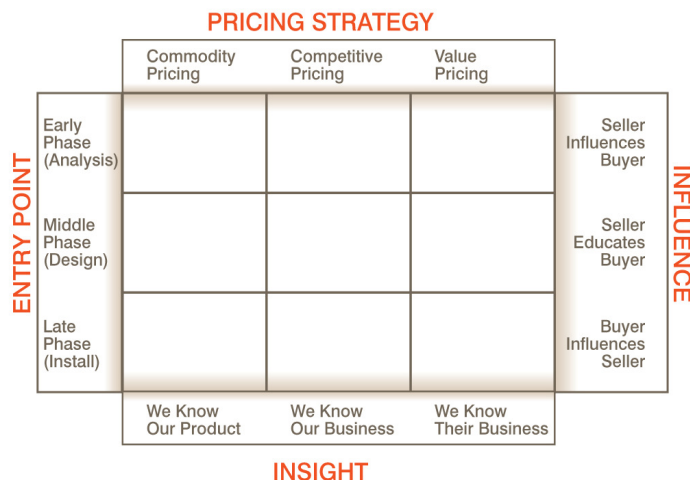 PRICING STRATEGY
Commodity
Pricing
Competitive
Pricing
Value
Pricing
ENTRY POINT
Early
Phase
(Analysis)
Seller
Influences
Buyer
INFLUENCE
Middle
Phase
(Design)
Seller
Educates
Buyer
Late
Phase
(Install)
Buyer
Influences
Seller
We Know
Our Product
We Know
Our Business
We Know
Their Business
INSIGHT